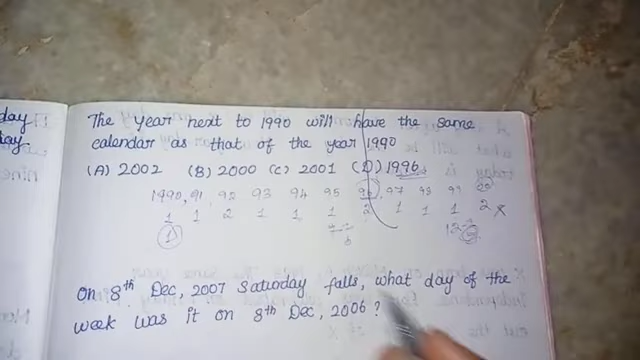 day
day
The year next to 1990 will have the same
calendar as that of the year 1990
(A) 2002 (B) 2000 (C) 2001 (D) 1996
1990, 91 92 93 94 95 96 97 98 99
1 1 2 1 1 1 2 1 1 1 2 x
1
On 8th Dec, 2007 Saturday falls, what day of the
week was it on 8th Dec, 2006?